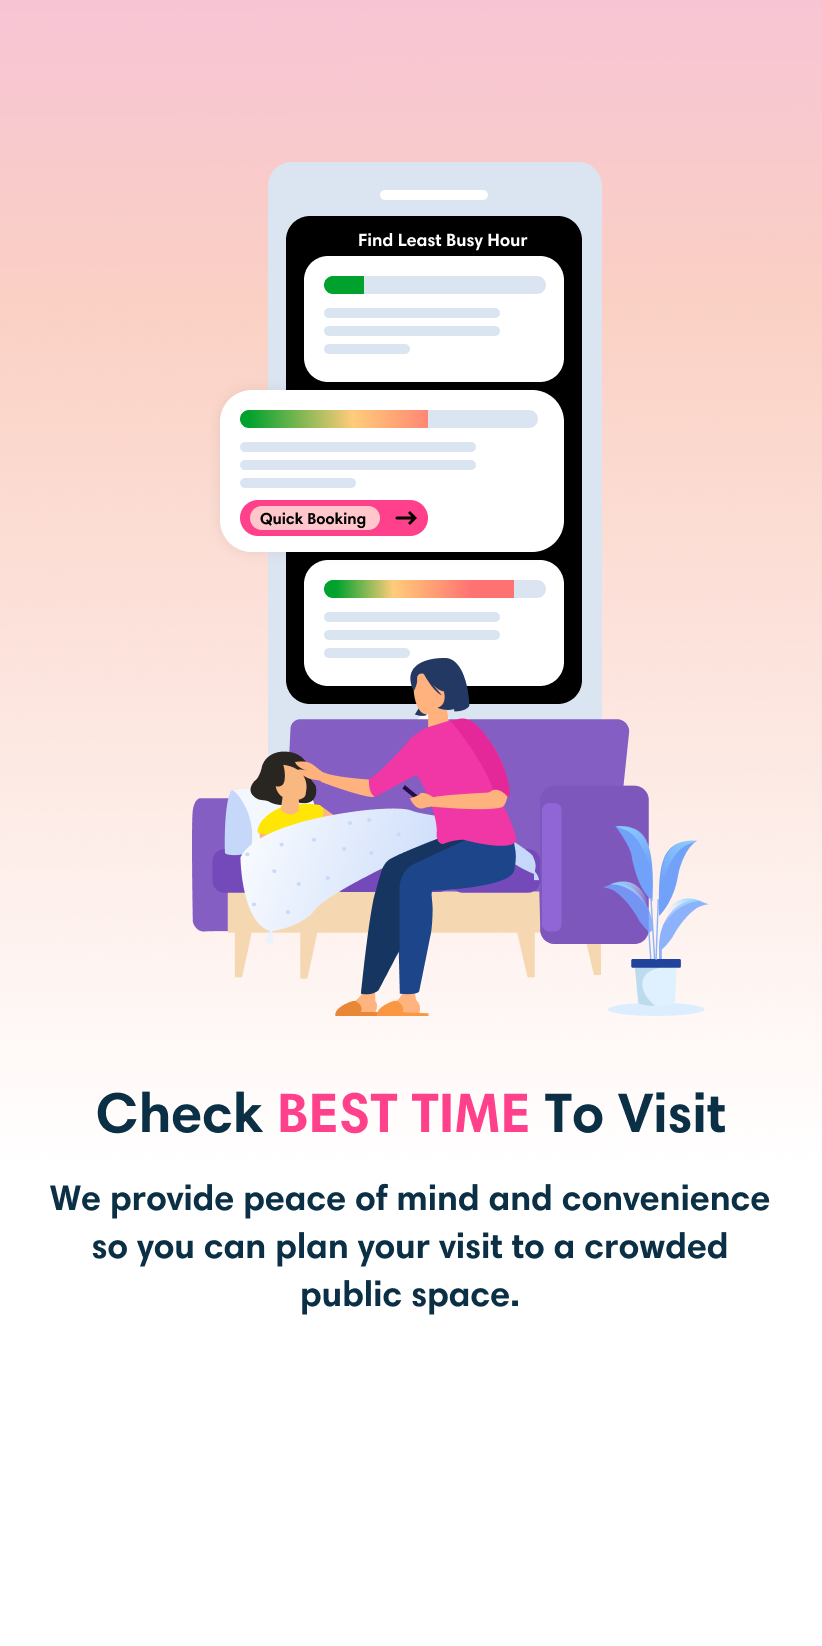 Find Least Busy Hour
Quick Booking
Check BEST TIME To Visit
We provide peace of mind and convenience
so you can plan your visit to a crowded
public space.